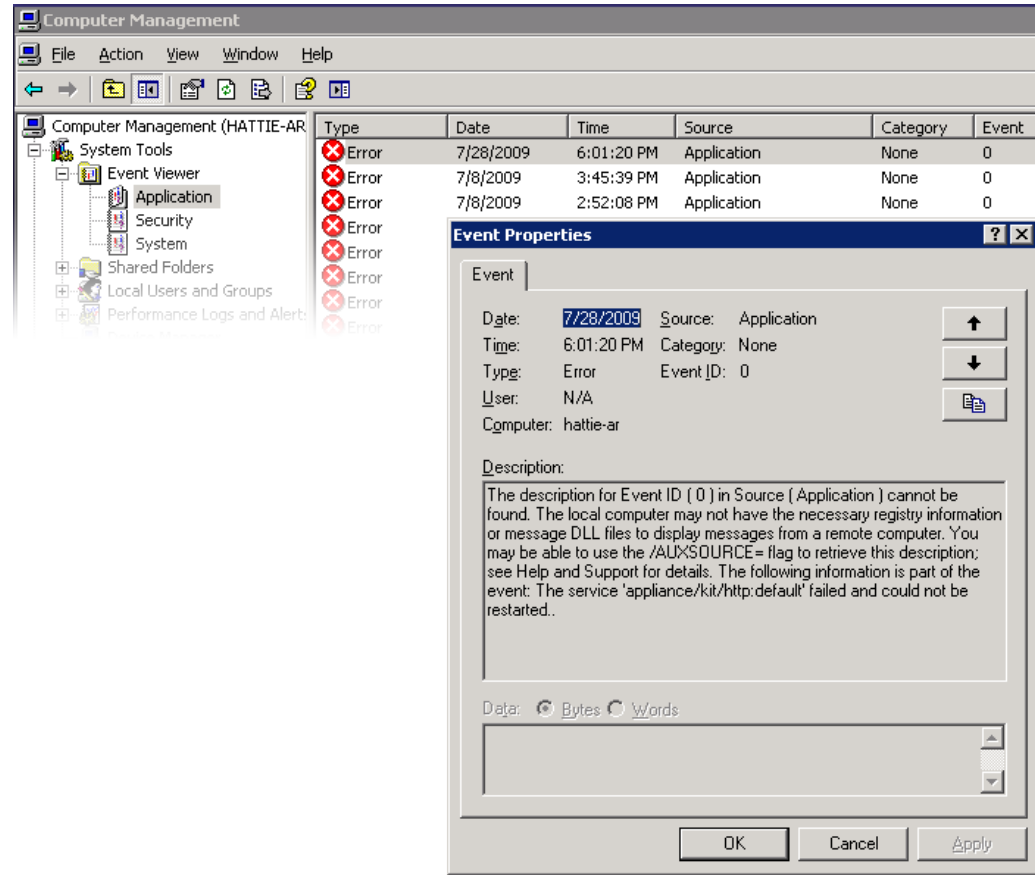 Computer Management
File Action View Window Help
Computer Management (HATTIE-AR
System Tools
Event Viewer
Application
Security
System
Shared Folders
Local Users and Groups
Performance Logs and Alerts
Type Date Time Source Category Event
Error 7/28/2009 6:01:20 PM Application None 0
Error 7/8/2009 3:45:39 PM Application None 0
Error 7/8/2009 2:52:08 PM Application None 0
Error
Error
Error
Error
Error
Event Properties
Event
Date: 7/28/2009 Source: Application
Time: 6:01:20 PM Category: None
Type: Error Event ID: 0
User: N/A
Computer: hattie-ar
Description:
The description for Event ID ( 0 ) in Source ( Application ) cannot be
found. The local computer may not have the necessary registry information
or message DLL files to display messages from a remote computer. You
may be able to use the /AUXSOURCE= flag to retrieve this description;
see Help and Support for details. The following information is part of the
event: The service 'appliance/kit/http:default' failed and could not be
restarted..
Data: Bytes Words
OK Cancel Apply